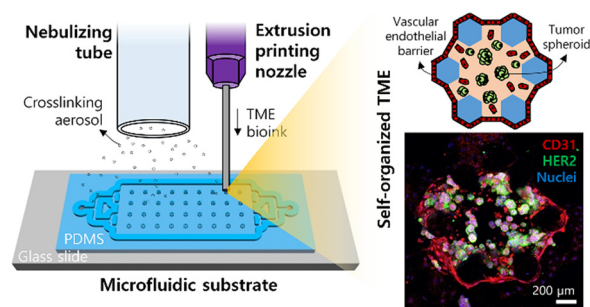 Nebulizing
tube
Extrusion
printing
nozzle
Crosslinking
aerosol
TME
bioink
PDMS
Glass slide
Microfluidic substrate
Self-organized TME
Vascular
endothelial
barrier
Tumor
spheroid
CD31
HER2
Nuclei
200 µm